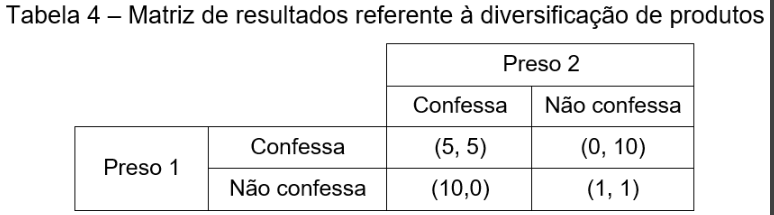 Tabela 4 – Matriz de resultados referente à diversificação de produtos
Preso 2
Confessa Não confessa
Preso 1 Confessa (5, 5) (0, 10)
Não confessa (10,0) (1, 1)